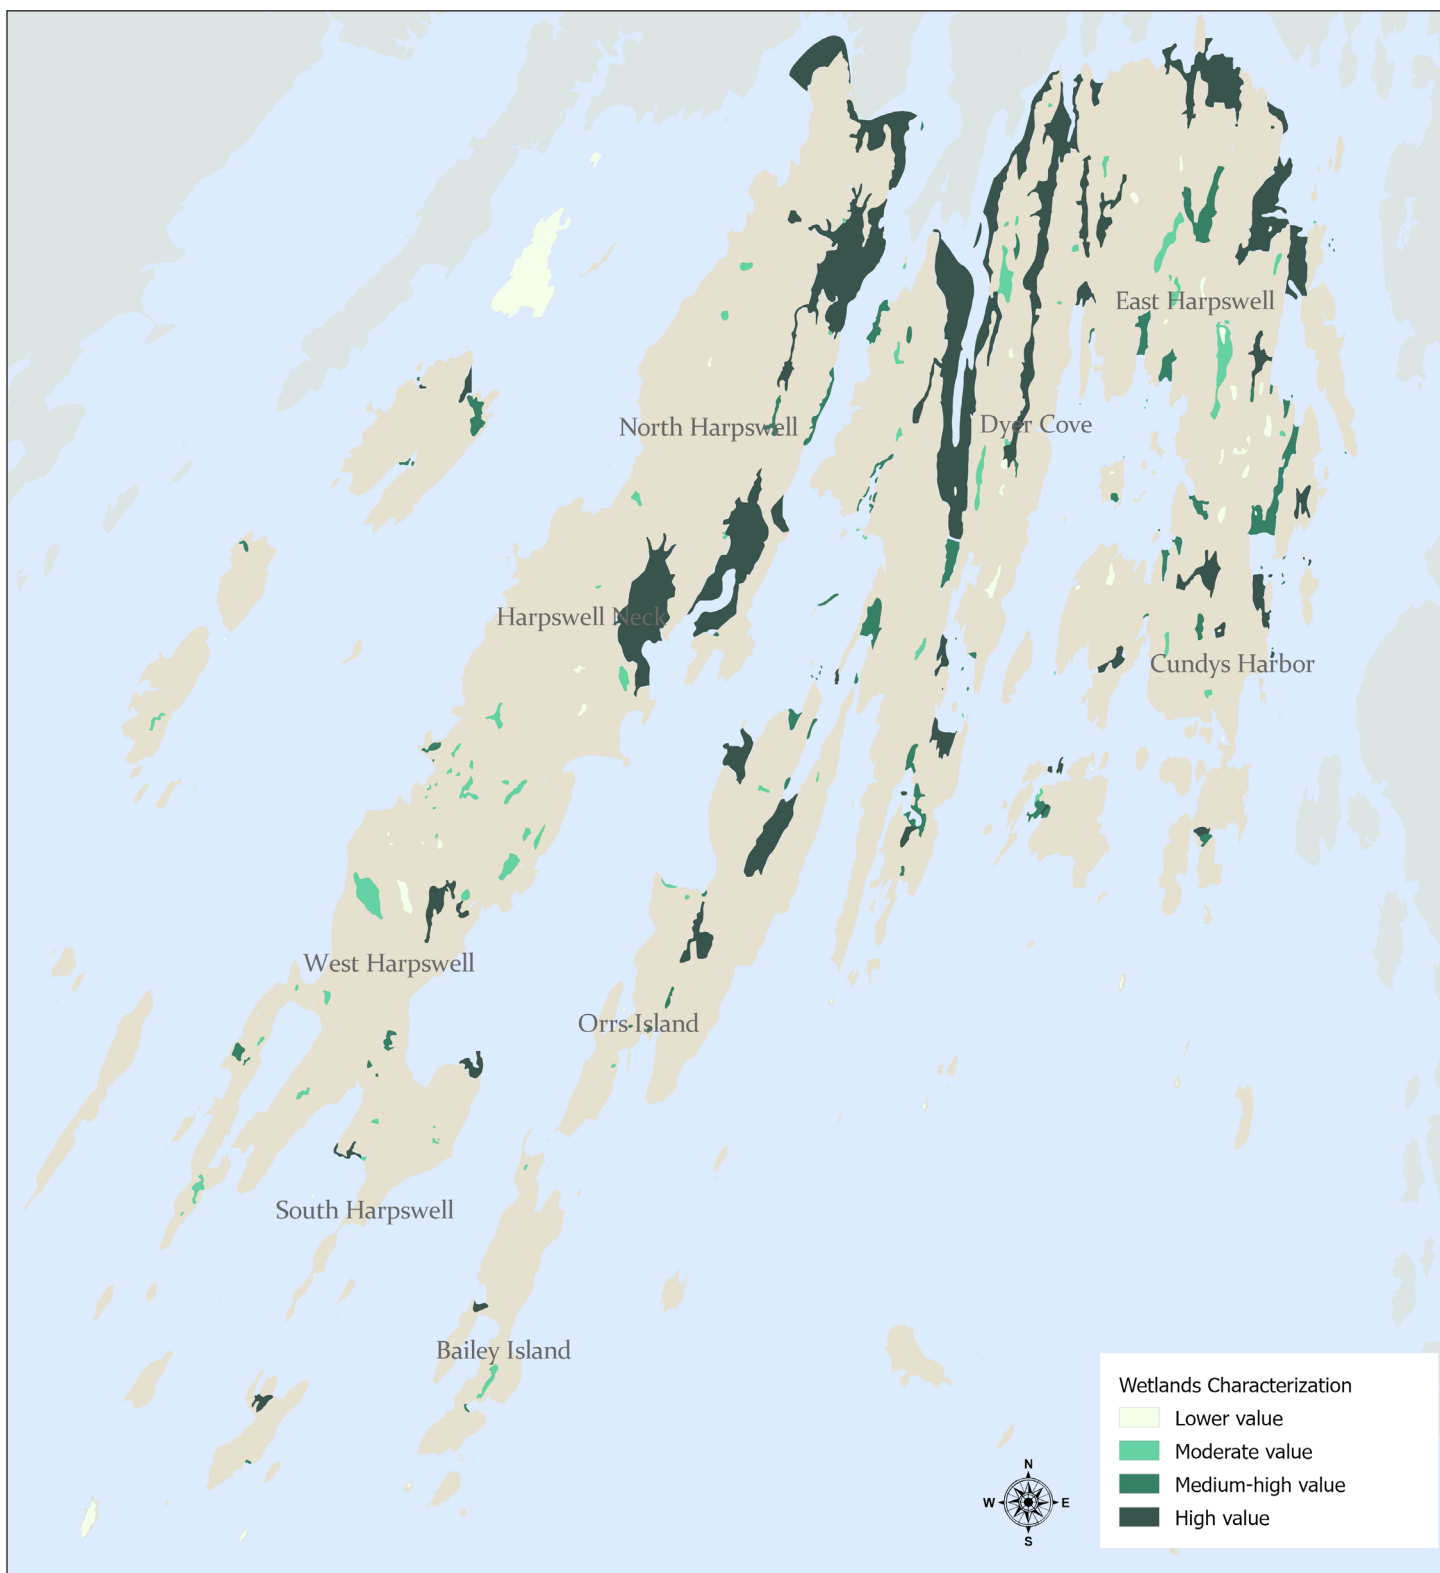 East Harpswell
North Harpswell
Dyer Cove
Harpswell Neck
Cundys Harbor
West Harpswell
Orrs Island
South Harpswell
Bailey Island
Wetlands Characterization
Lower value
Moderate value
Medium-high value
High value
N
W E
S